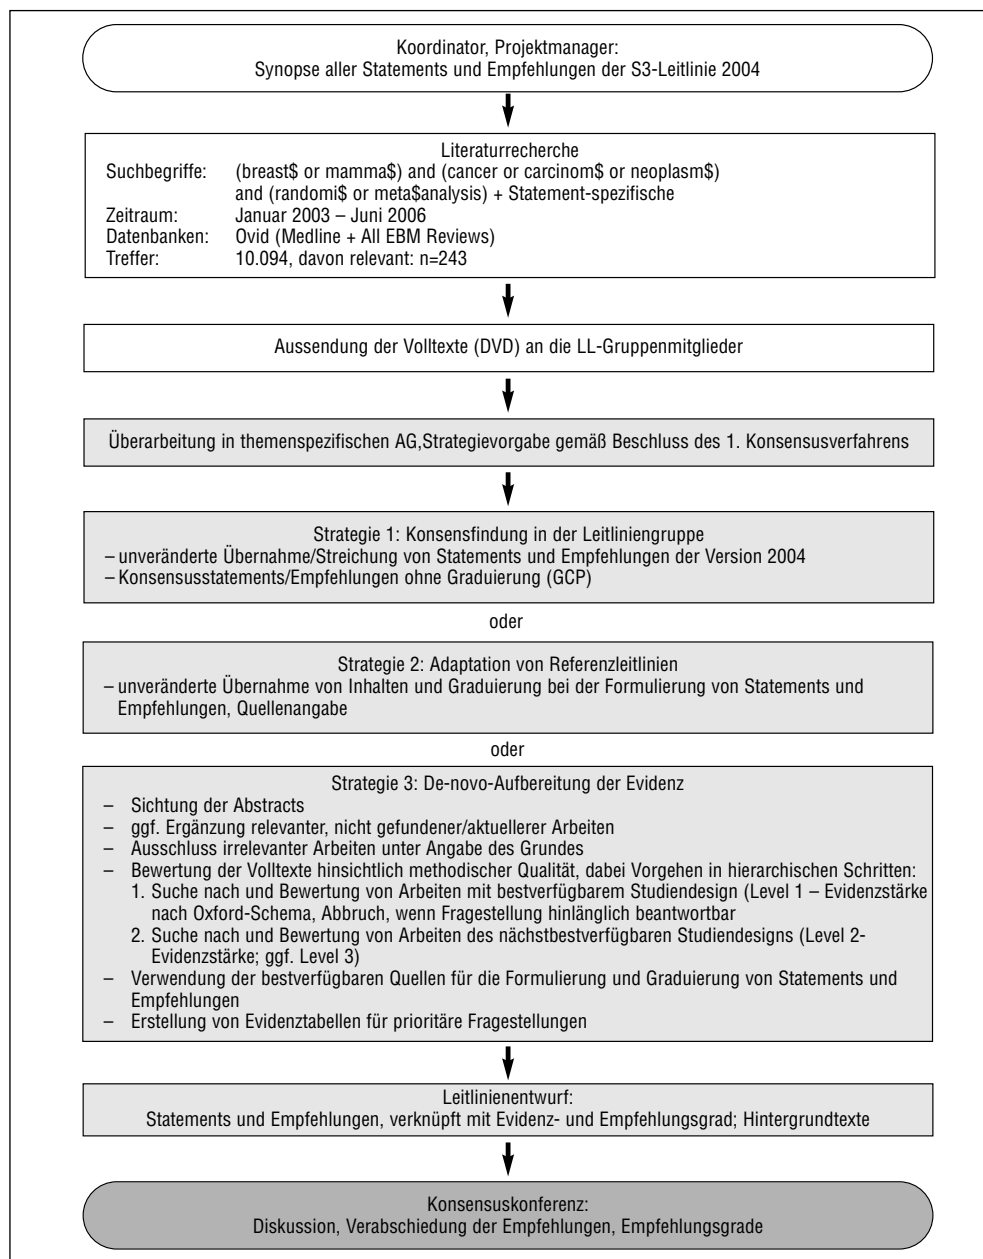 Koordinator, Projektmanager:
Synopse aller Statements und Empfehlungen der S3-Leitlinie 2004
Literaturrecherche
Suchbegriffe: (breast$ or mamma$) and (cancer or carcinom$ or neoplasm$)
and (randomi$ or meta$analysis) + Statement-spezifische
Zeitraum: Januar 2003 – Juni 2006
Datenbanken: Ovid (Medline + All EBM Reviews)
Treffer: 10.094, davon relevant: n=243
Aussendung der Volltexte (DVD) an die LL-Gruppenmitglieder
Überarbeitung in themenspezifischen AG,Strategievorgabe gemäß Beschluss des 1. Konsensusverfahrens
Strategie 1: Konsensfindung in der Leitliniengruppe
– unveränderte Übernahme/Streichung von Statements und Empfehlungen der Version 2004
– Konsensusstatements/Empfehlungen ohne Graduierung (GCP)
oder
Strategie 2: Adaptation von Referenzleitlinien
– unveränderte Übernahme von Inhalten und Graduierung bei der Formulierung von Statements und
Empfehlungen, Quellenangabe
oder
Strategie 3: De-novo-Aufbereitung der Evidenz
– Sichtung der Abstracts
– ggf. Ergänzung relevanter, nicht gefundener/aktuellerer Arbeiten
– Ausschluss irrelevanter Arbeiten unter Angabe des Grundes
– Bewertung der Volltexte hinsichtlich methodischer Qualität, dabei Vorgehen in hierarchischen Schritten:
1. Suche nach und Bewertung von Arbeiten mit bestverfügbarem Studiendesign (Level 1 – Evidenzstärke
nach Oxford-Schema, Abbruch, wenn Fragestellung hinlänglich beantwortbar
2. Suche nach und Bewertung von Arbeiten des nächstbestverfügbaren Studiendesigns (Level 2-
Evidenzstärke; ggf. Level 3)
– Verwendung der bestverfügbaren Quellen für die Formulierung und Graduierung von Statements und
Empfehlungen
– Erstellung von Evidenztabellen für prioritäre Fragestellungen
Leitlinienentwurf:
Statements und Empfehlungen, verknüpft mit Evidenz- und Empfehlungsgrad; Hintergrundtexte
Konsensuskonferenz:
Diskussion, Verabschiedung der Empfehlungen, Empfehlungsgrade